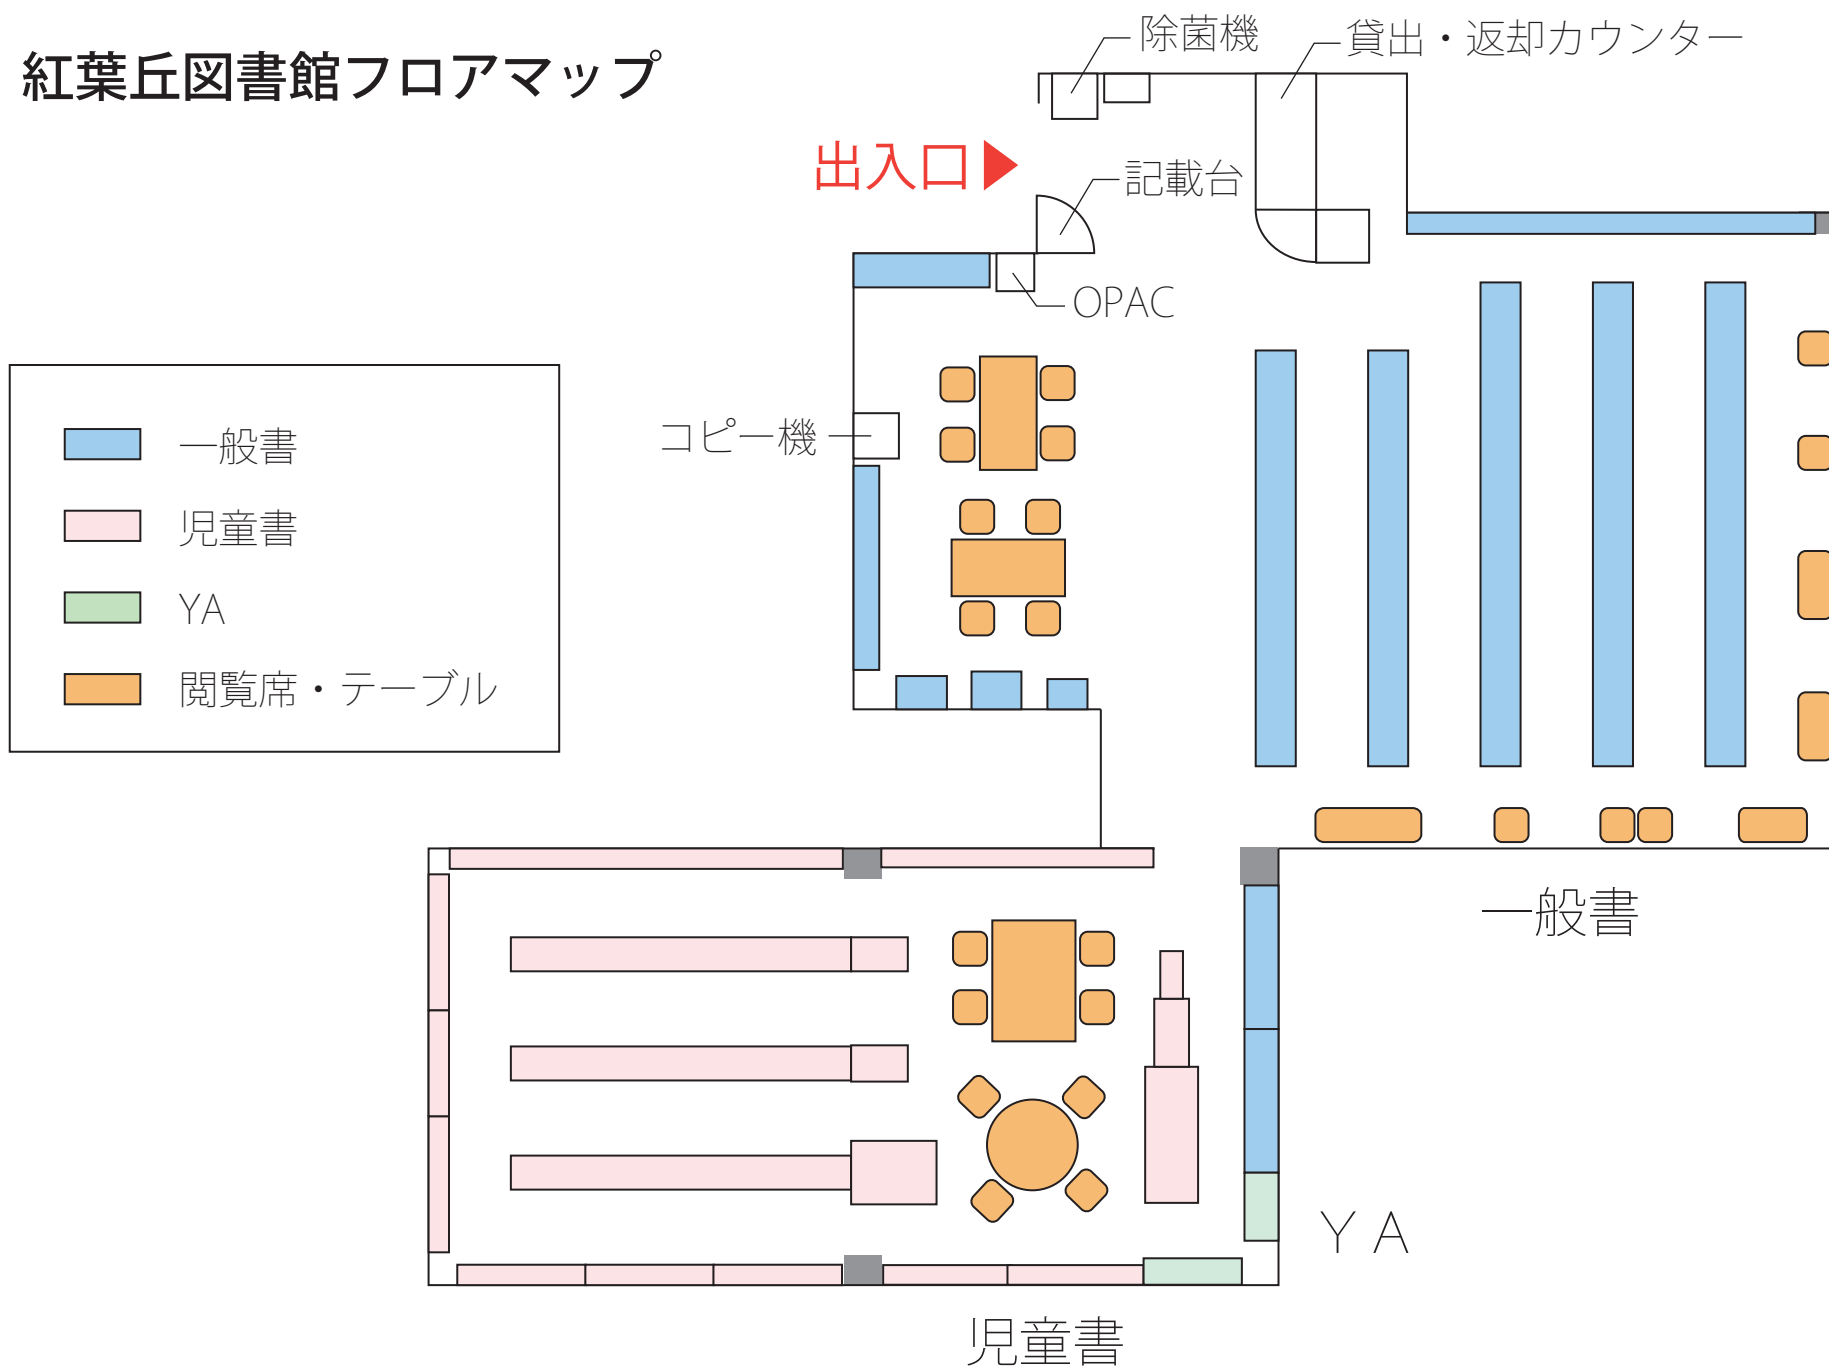 紅葉丘図書館フロアマップ
除菌機
貸出・返却カウンター
出入口
記載台
OPAC
コピー機
一般書
児童書
YA
閲覧席・テーブル
一般書
YA
児童書